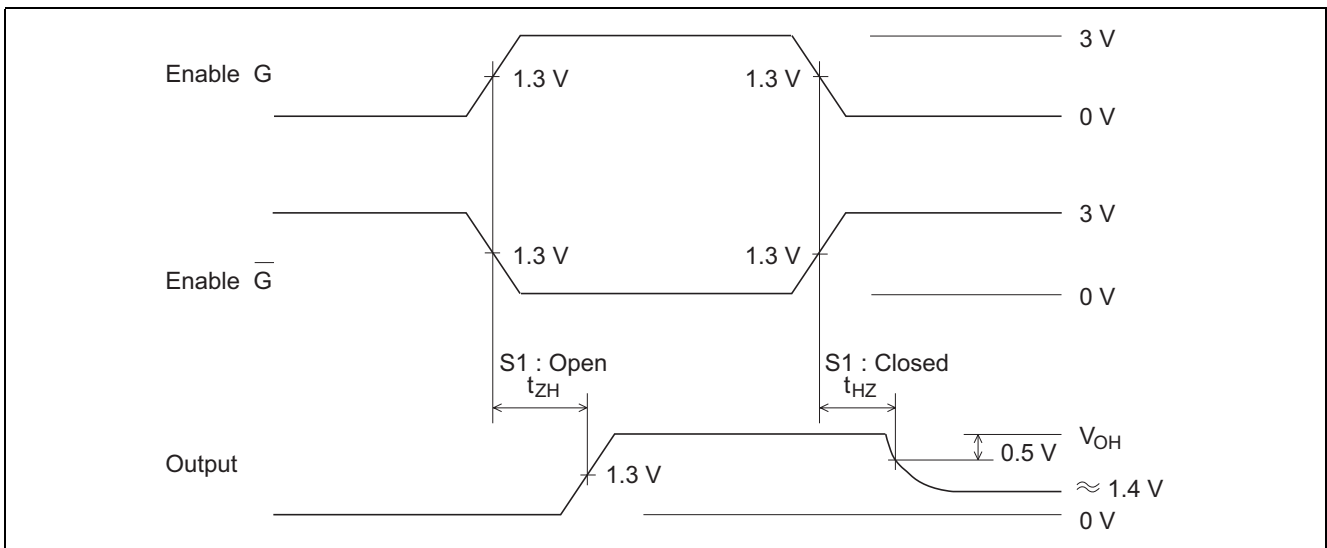 3 V
Enable G
1.3 V 1.3 V
0 V
3 V
1.3 V 1.3 V
Enable G̅
0 V
S1 : Open S1 : Closed
tZH tHZ
VOH
0.5 V
Output
1.3 V
≈ 1.4 V
0 V